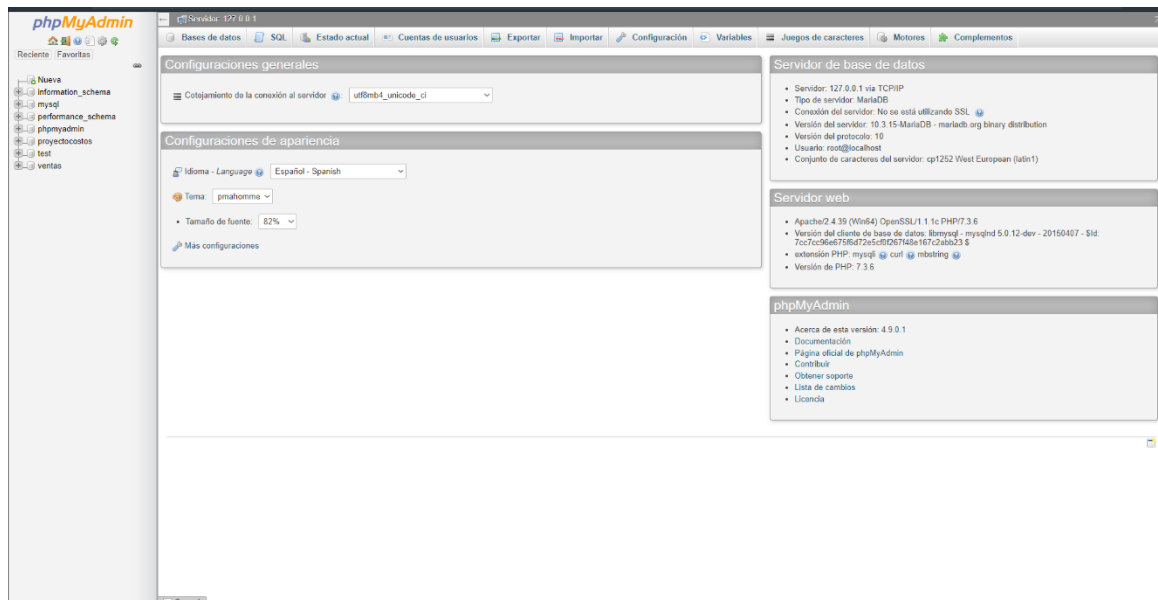 phpMyAdmin
Reciente Favoritas
Nueva
information_schema
mysql
performance_schema
phpmyadmin
proyectocostos
test
ventas
Servidor: 127.0.0.1
Bases de datos SQL Estado actual Cuentas de usuarios Exportar Importar Configuración Variables Juegos de caracteres Motores Complementos
Configuraciones generales
Cotejamiento de la conexión al servidor : utf8mb4_unicode_ci
Configuraciones de apariencia
Idioma - Language Español - Spanish
Tema: pmahomme
• Tamaño de fuente: 82%
Más configuraciones
Servidor de base de datos
• Servidor: 127.0.0.1 via TCP/IP
• Tipo de servidor: MariaDB
• Conexión del servidor: No se está utilizando SSL
• Versión del servidor: 10.3.15-MariaDB - mariadb.org binary distribution
• Versión del protocolo: 10
• Usuario: root@localhost
• Conjunto de caracteres del servidor: cp1252 West European (latin1)
Servidor web
• Apache/2.4.39 (Win64) OpenSSL/1.1.1c PHP/7.3.6
• Versión del cliente de base de datos: libmysql - mysqlnd 5.0.12-dev - 20150407 - $Id:
7cc7cc96e675f6d72e5cf0f267f48e167c2abb23 $
• extensión PHP: mysqli curl mbstring
• Versión de PHP: 7.3.6
phpMyAdmin
• Acerca de esta versión: 4.9.0.1
• Documentación
• Página oficial de phpMyAdmin
• Contribuir
• Obtener soporte
• Lista de cambios
• Licencia